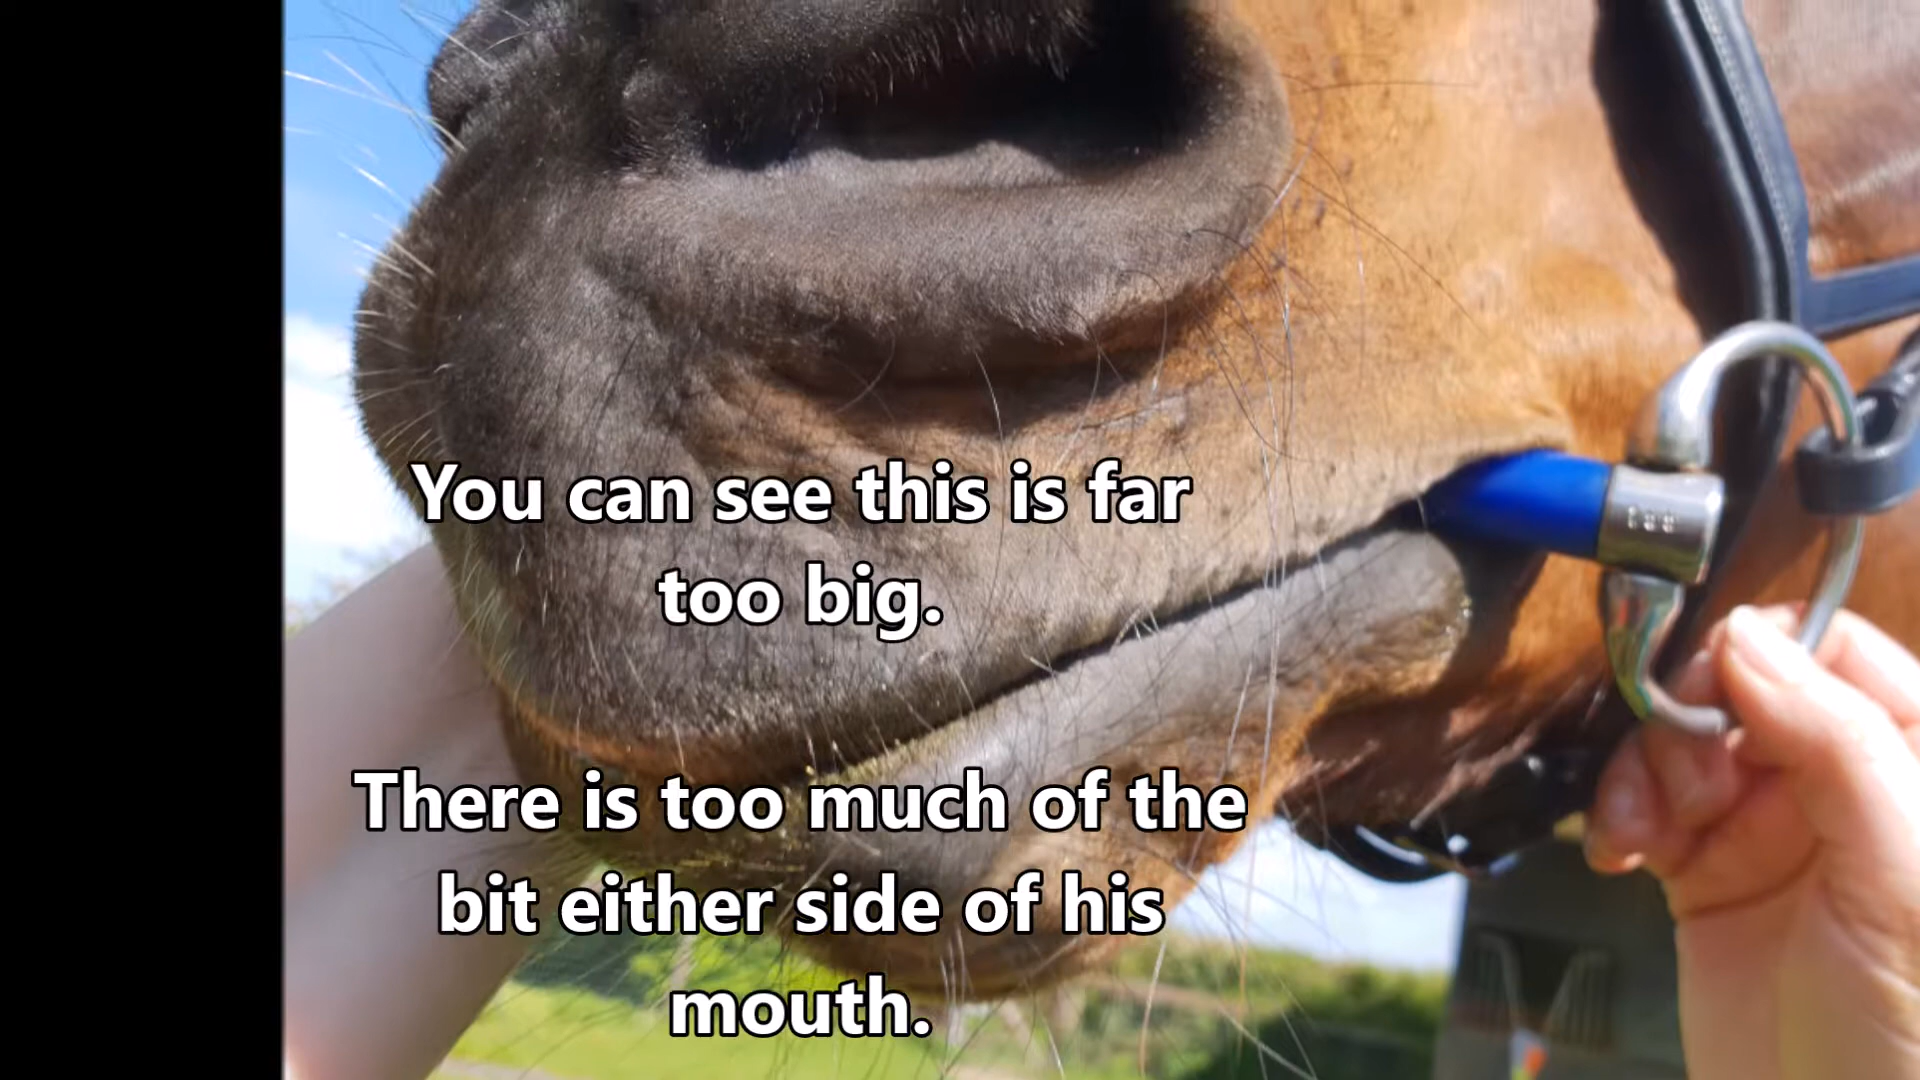 You can see this is far
too big.
There is too much of the
bit either side of his
mouth.